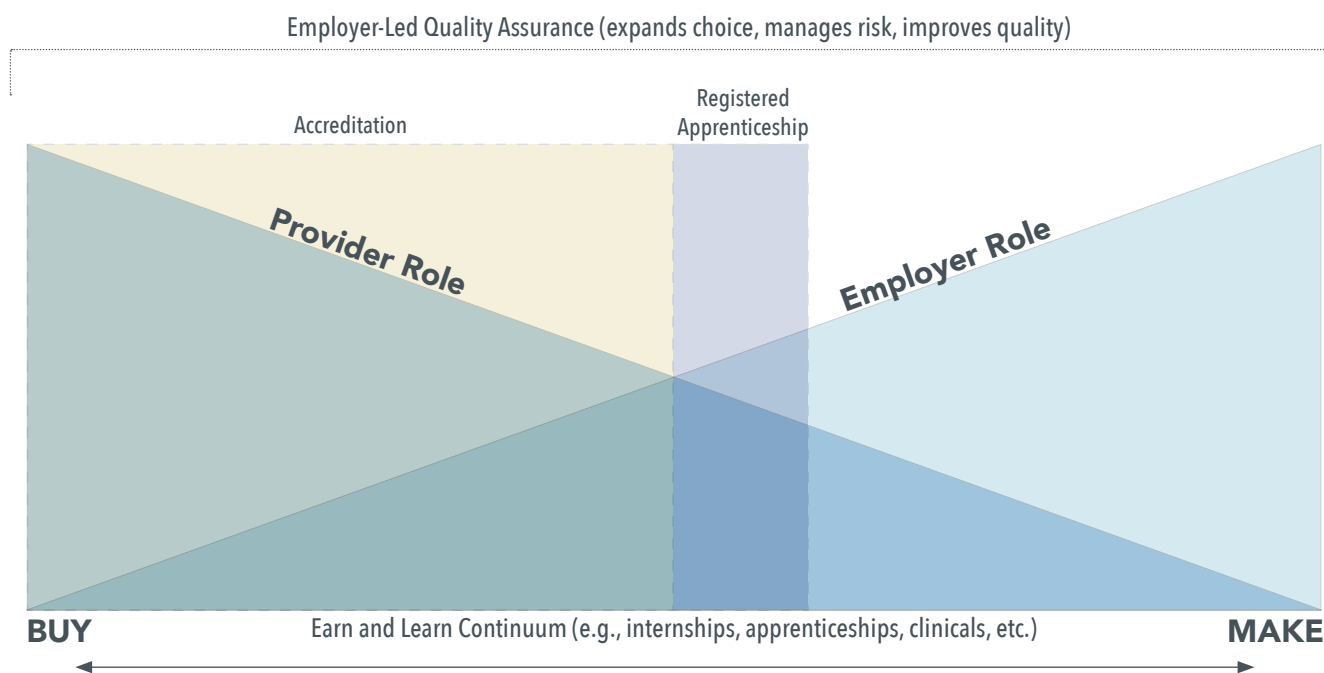 Employer-Led Quality Assurance (expands choice, manages risk, improves quality)
Registered
Apprenticeship
Accreditation
Provider Role
Employer Role
BUY
Earn and Learn Continuum (e.g., internships, apprenticeships, clinicals, etc.)
MAKE